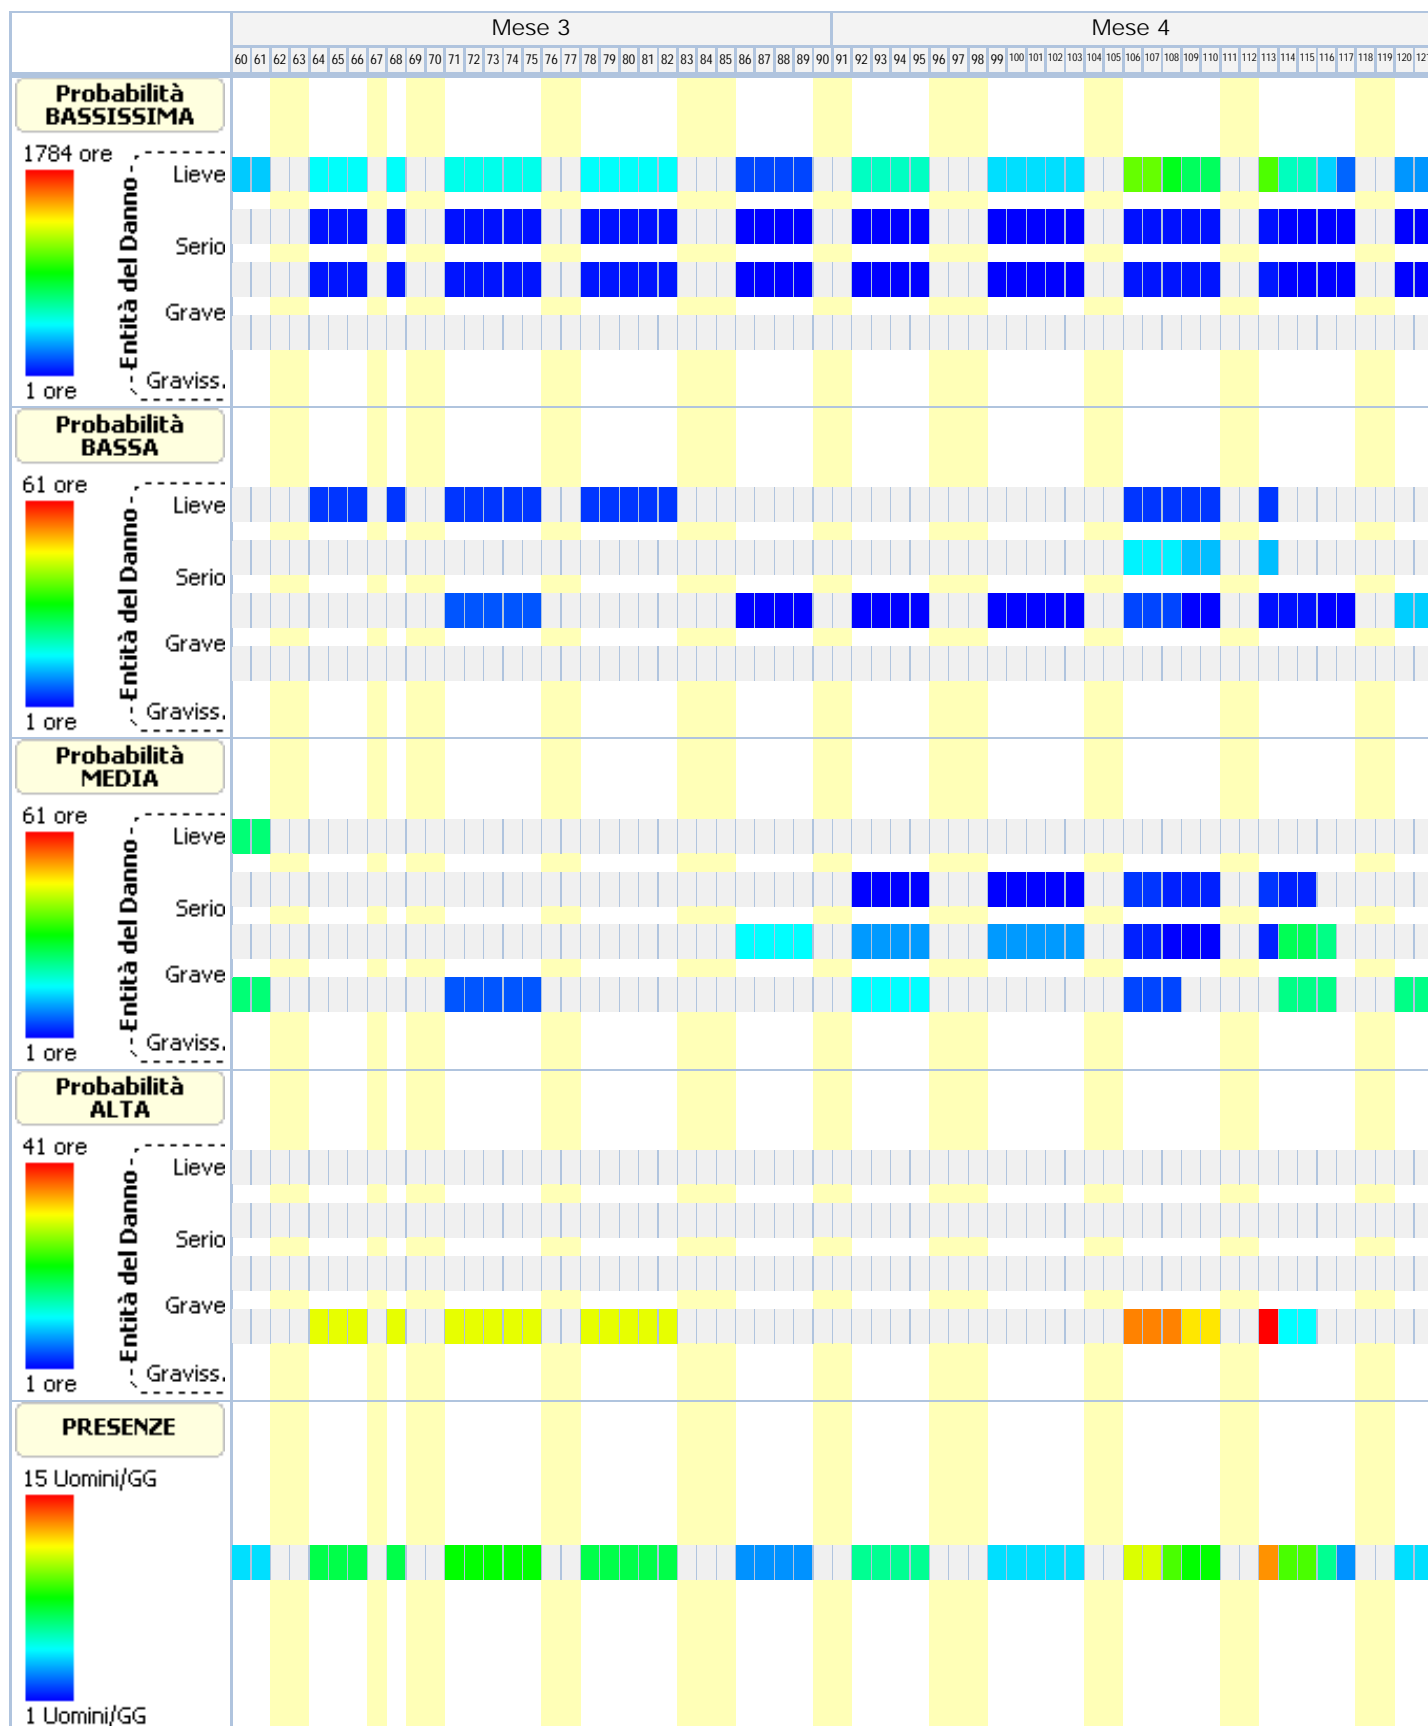 Mese 3 Mese 4
60 61 62 63 64 65 66 67 68 69 70 71 72 73 74 75 76 77 78 79 80 81 82 83 84 85 86 87 88 89 90 91 92 93 94 95 96 97 98 99 100 101 102 103 104 105 106 107 108 109 110 111 112 113 114 115 116 117 118 119 120 121
Probabilità
BASSISSIMA
1784 ore
Lieve
Serio
Entità del Danno
Grave
Graviss.
1 ore
Probabilità
BASSA
61 ore
Lieve
Serio
Entità del Danno
Grave
Graviss.
1 ore
Probabilità
MEDIA
61 ore
Lieve
Serio
Entità del Danno
Grave
Graviss.
1 ore
Probabilità
ALTA
41 ore
Lieve
Serio
Entità del Danno
Grave
Graviss.
1 ore
PRESENZE
15 Uomini/GG
1 Uomini/GG